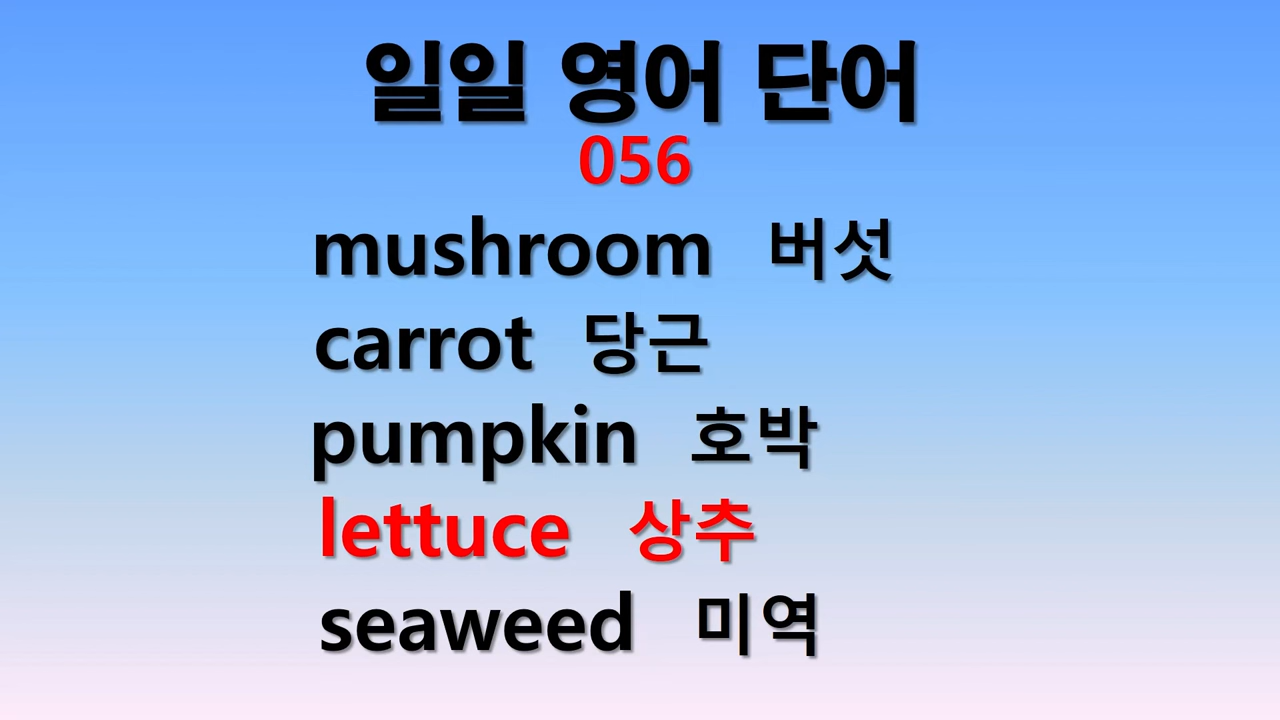 일일 영어 단어
056
mushroom 버섯
carrot 당근
pumpkin 호박
lettuce 상추
seaweed 미역